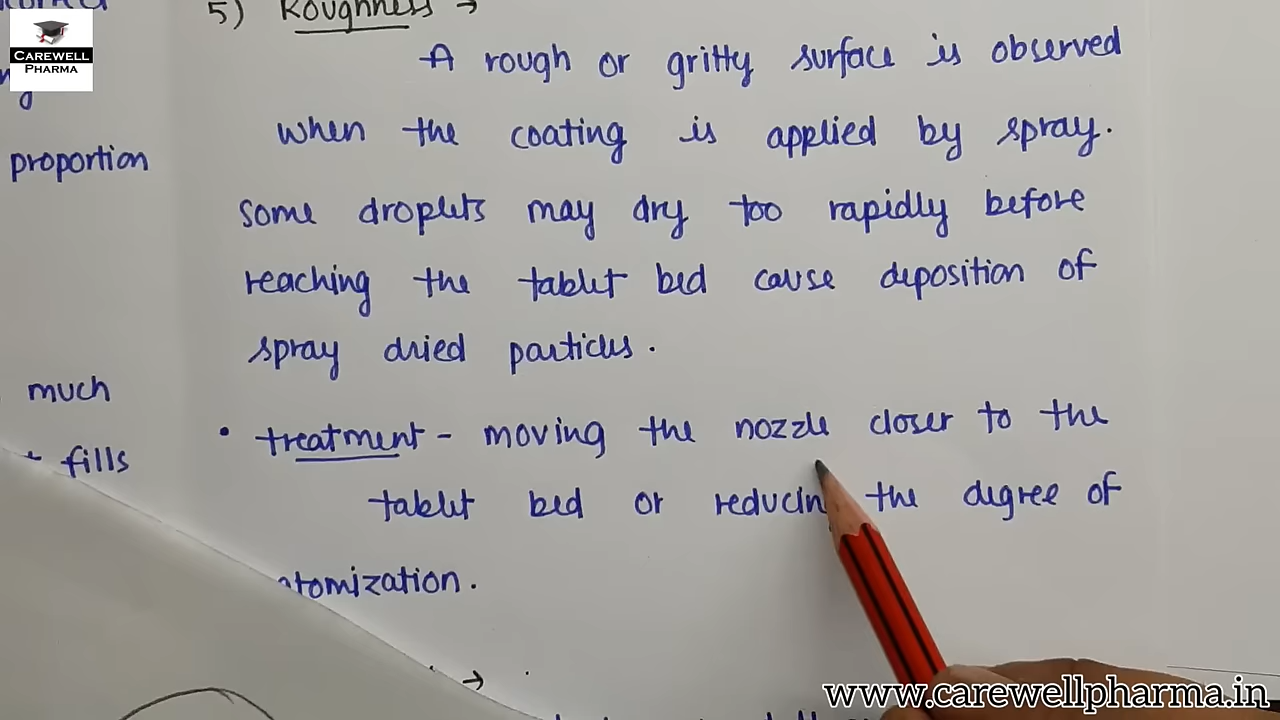 5) Roughness →
CAREWELL
PHARMA
A rough or gritty surface is observed
when the coating is applied by spray.
proportion
some droplets may dry too rapidly before
reaching the tablet bed cause deposition of
spray dried particles.
much
• treatment - moving the nozzle closer to the
fills
tablet bed or reducing the degree of
atomization.
→
www.carewellpharma.in